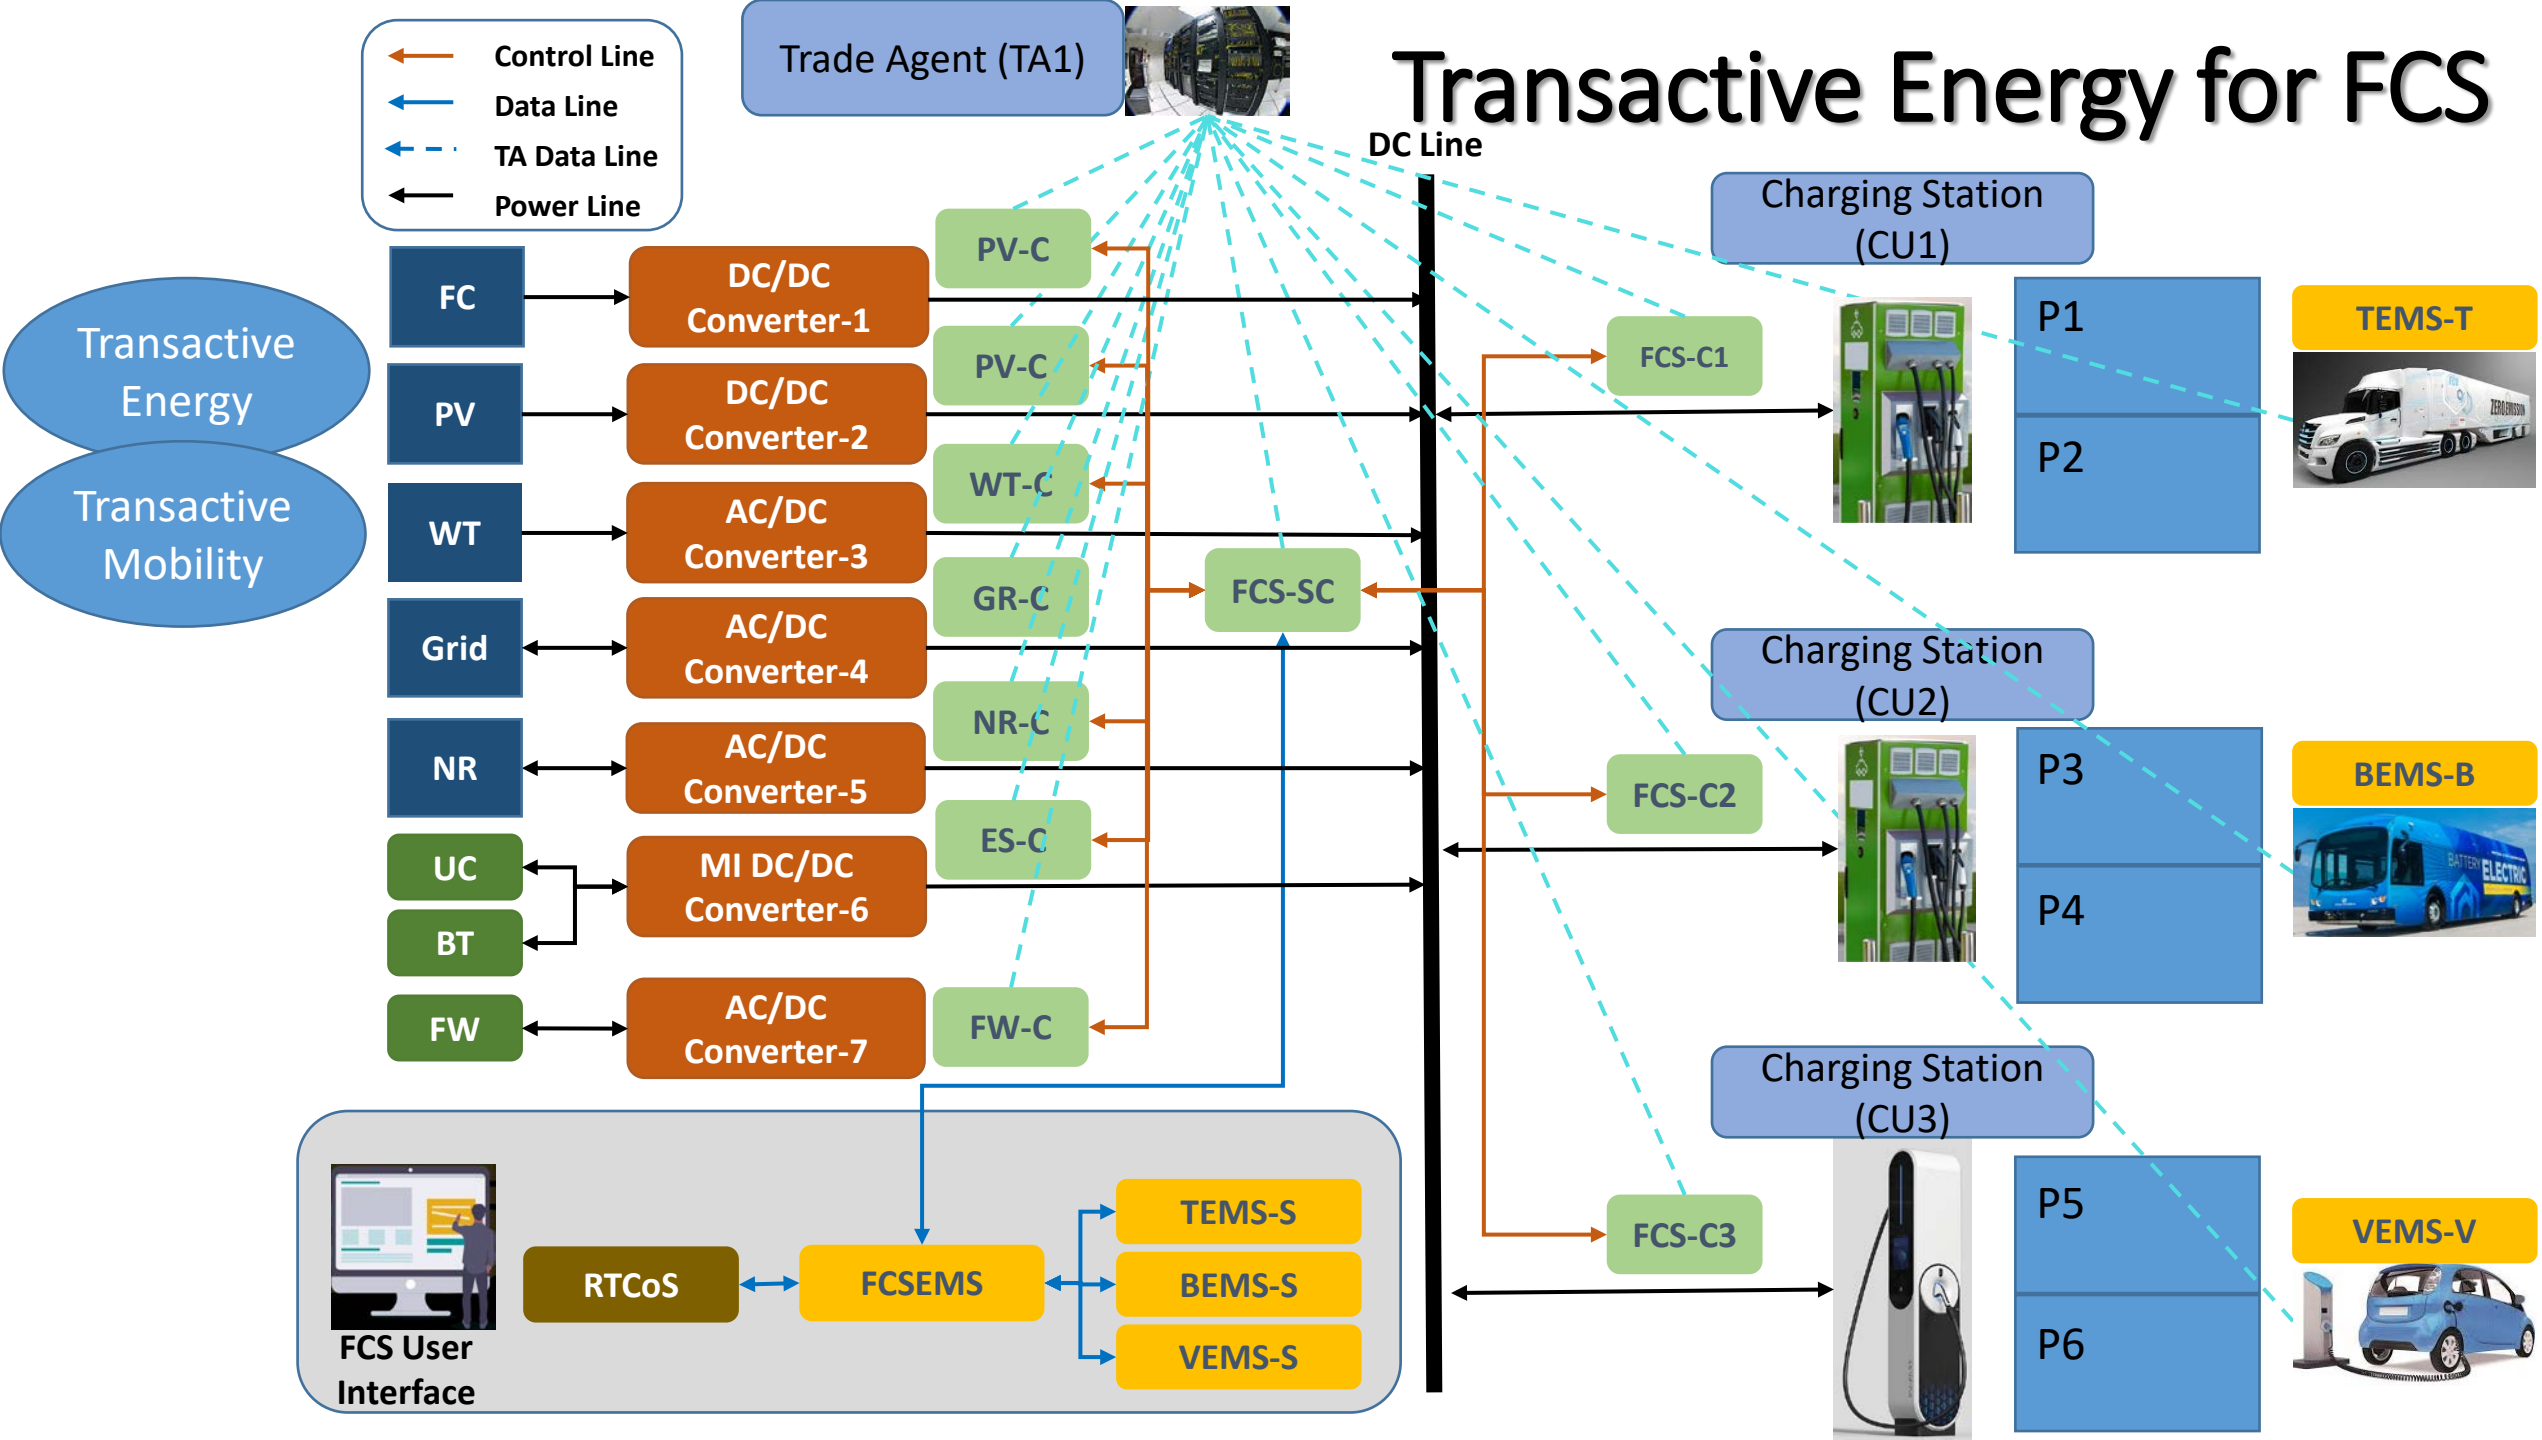 Transactive Energy for FCS
Trade Agent (TA1)
Control Line
Data Line
TA Data Line
Power Line
DC Line
Transactive
Energy
Transactive
Mobility
FC
PV
WT
Grid
NR
UC
BT
FW
DC/DC
Converter-1
DC/DC
Converter-2
AC/DC
Converter-3
AC/DC
Converter-4
AC/DC
Converter-5
MI DC/DC
Converter-6
AC/DC
Converter-7
PV-C
PV-C
WT-C
GR-C
NR-C
ES-C
FW-C
FCS-SC
FCS-C1
FCS-C2
FCS-C3
Charging Station
(CU1)
P1
P2
TEMS-T
ZERO EMISSION
Charging Station
(CU2)
P3
P4
BEMS-B
BATTERY
ELECTRIC
Charging Station
(CU3)
P5
P6
VEMS-V
FCS User
Interface
RTCoS
FCSEMS
TEMS-S
BEMS-S
VEMS-S